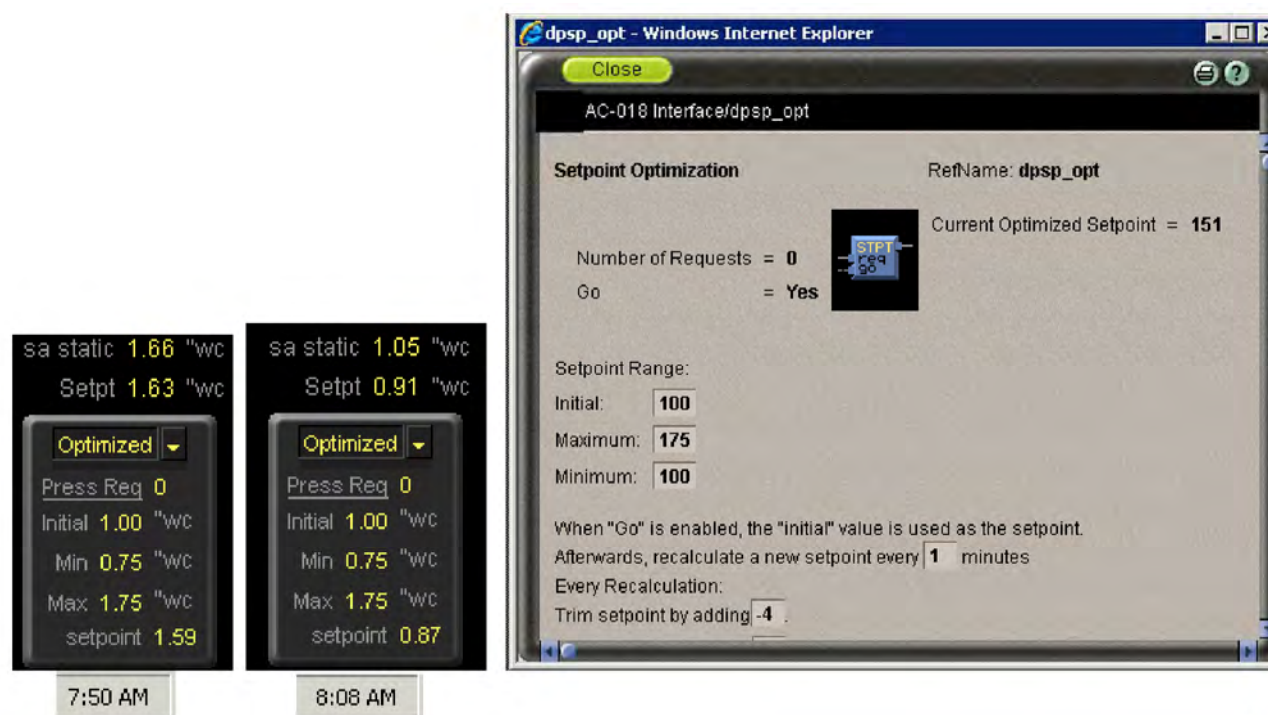 sa static 1.66 "wc
Setpt 1.63 "wc
Optimized
Press Req 0
Initial 1.00 "wc
Min 0.75 "wc
Max 1.75 "wc
setpoint 1.59
7:50 AM
sa static 1.05 "wc
Setpt 0.91 "wc
Optimized
Press Req 0
Initial 1.00 "wc
Min 0.75 "wc
Max 1.75 "wc
setpoint 0.87
8:08 AM
dpsp_opt - Windows Internet Explorer
Close
?
AC-018 Interface/dpsp_opt
Setpoint Optimization
RefName: dpsp_opt
Current Optimized Setpoint = 151
Number of Requests = 0
Go = Yes
STPT
req
go
Setpoint Range:
Initial: 100
Maximum: 175
Minimum: 100
When "Go" is enabled, the "initial" value is used as the setpoint.
Afterwards, recalculate a new setpoint every 1 minutes
Every Recalculation:
Trim setpoint by adding -4 .